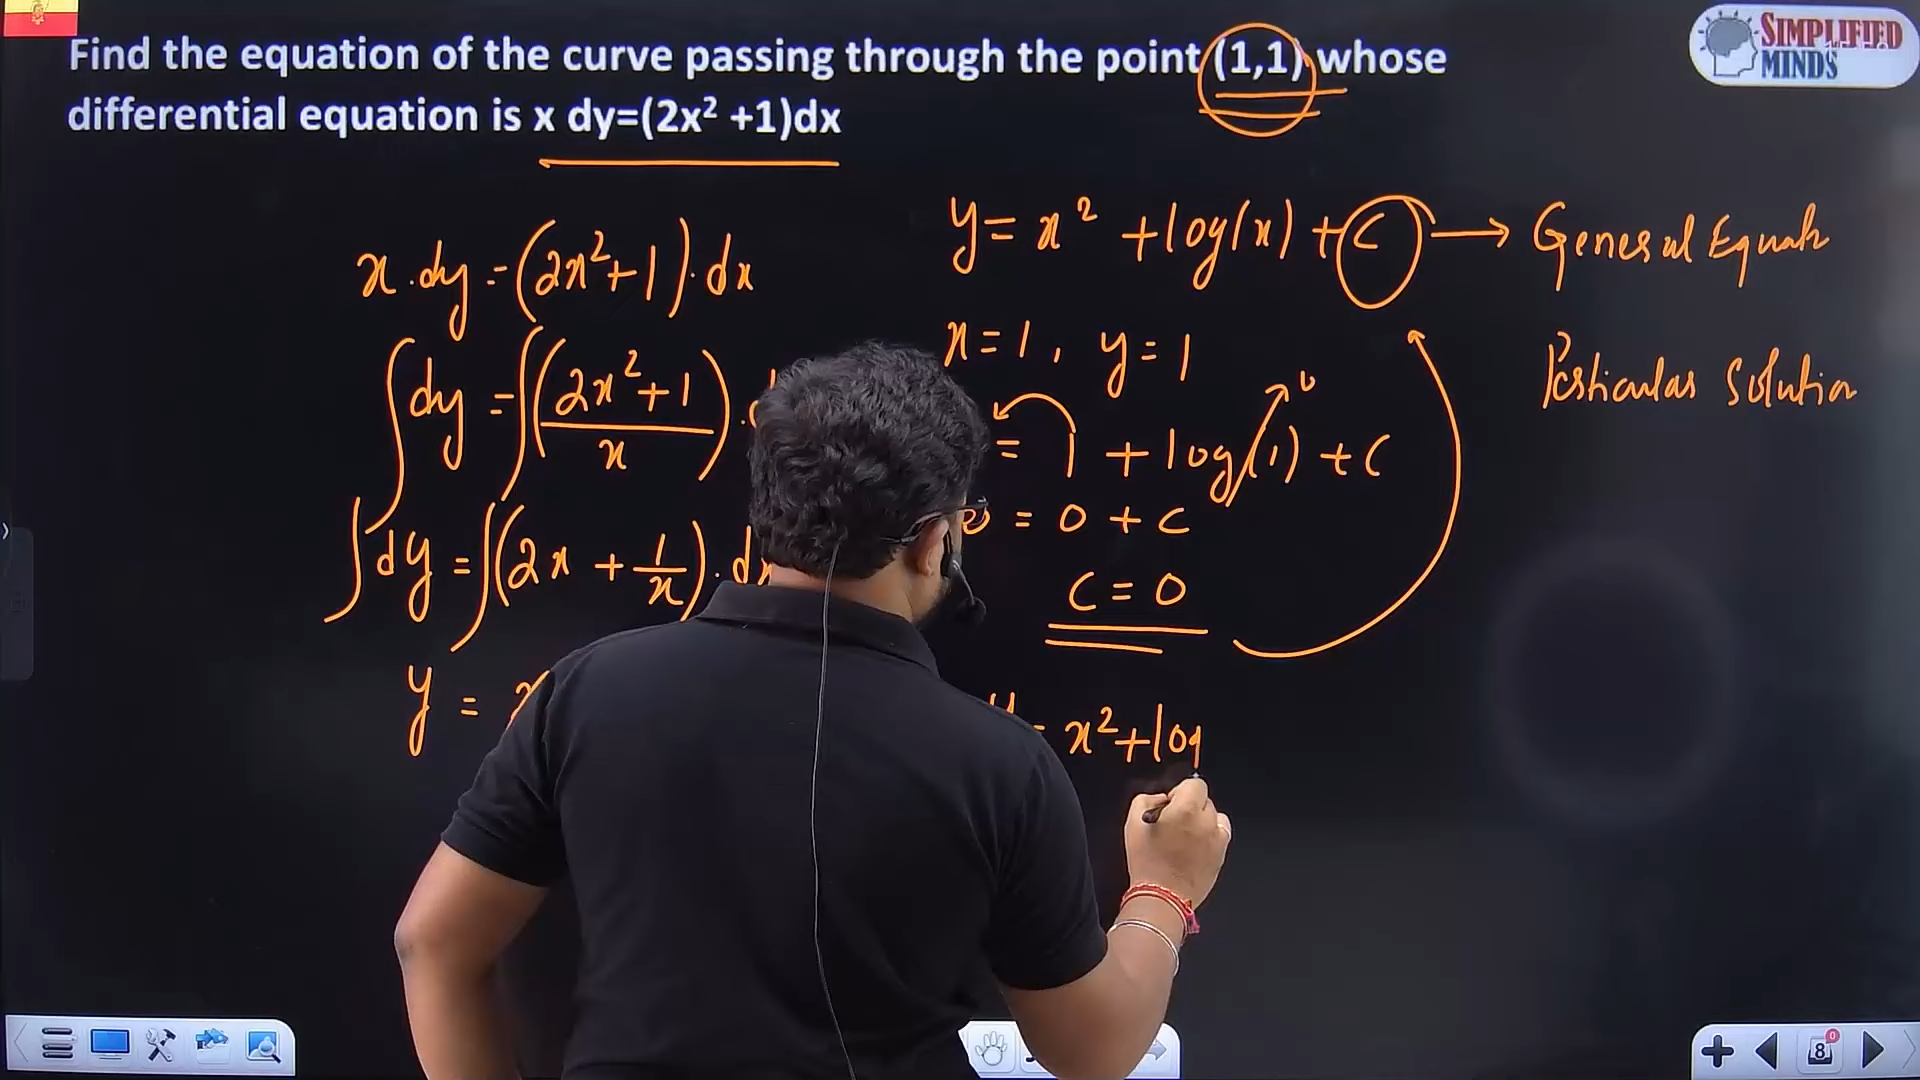 Find the equation of the curve passing through the point (1,1) whose
differential equation is x dy=(2x² +1)dx
SIMPLIFIED
MINDS
x.dy=(2x²+1).dx
∫dy=∫(2x²+1/x).
∫dy=∫(2x+1/x).dx
y =
y= x² +log(x) +C → General
x=1, y=1
= 1 +log(1) +C
= 0 + C
C=0
x²+log
Solution
8
0